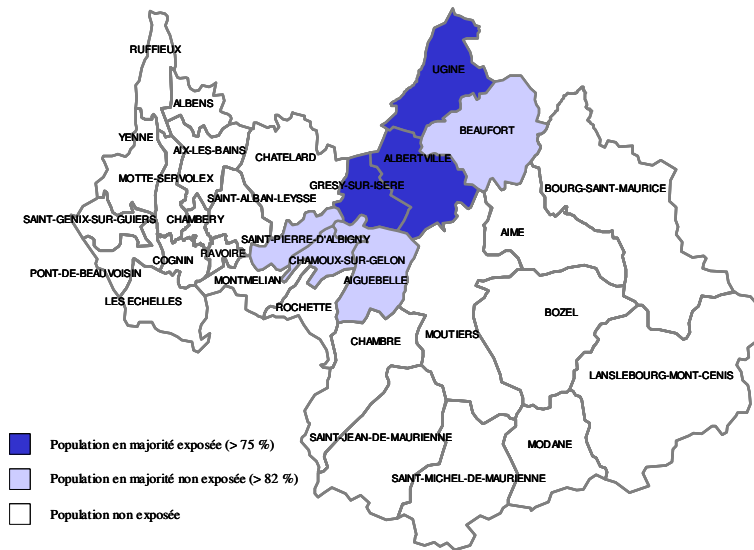 RUFFIEUX
UGINE
ALBENS
BEAUFORT
YENNE
AIX-LES-BAINS
CHATELARD
ALBERTVILLE
MOTTE-SERVOLEX
GRESY-SUR-ISERE
BOURG-SAINT-MAURICE
SAINT-ALBAN-LEYSSE
SAINT-GENIX-SUR-GUIERS
CHAMBERY
AIME
SAINT-PIERRE-D'ALBIGNY
RAVOIRE
COGNIN
CHAMOUX-SUR-GELON
PONT-DE-BEAUVOISIN
MONTMELIAN
AIGUEBELLE
LES ECHELLES
ROCHETTE
BOZEL
MOUTIERS
CHAMBRE
LANSLEBOURG-MONT-CENIS
SAINT-JEAN-DE-MAURIENNE
MODANE
SAINT-MICHEL-DE-MAURIENNE
Population en majorité exposée (> 75 %)
Population en majorité non exposée (> 82 %)
Population non exposée